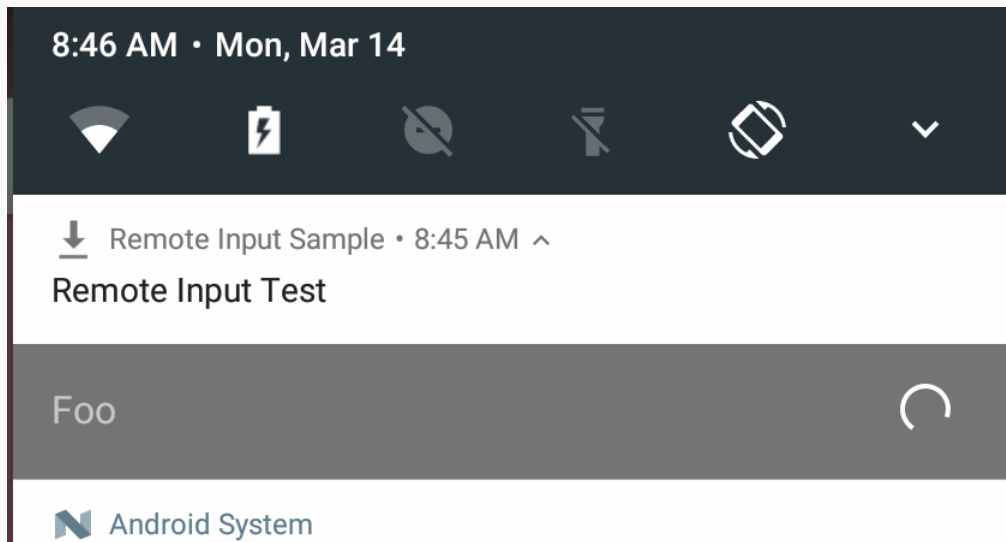 8:46 AM • Mon, Mar 14
Remote Input Sample • 8:45 AM
Remote Input Test
Foo
Android System